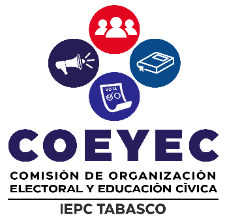 COEYEC
COMISIÓN DE ORGANIZACIÓN
ELECTORAL Y EDUCACIÓN CÍVICA
IEPC TABASCO